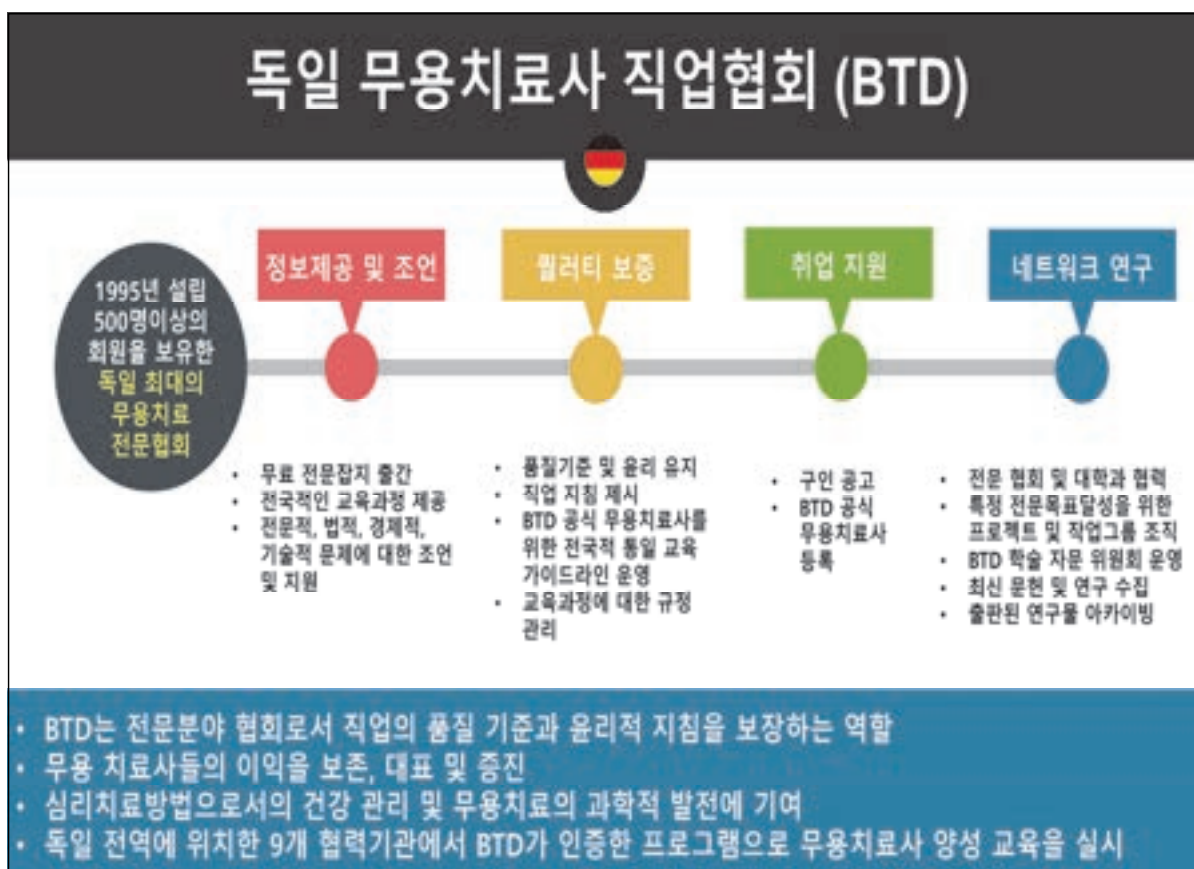 독일 무용치료사 직업협회 (BTD)
1995년 설립
500명이상의
회원을 보유한
독일 최대의
무용치료
전문협회
정보제공 및 조언
퀄러티 보증
취업 지원
네트워크 연구
• 무료 전문잡지 출간
• 전국적인 교육과정 제공
• 전문적, 법적, 경제적,
기술적 문제에 대한 조언
및 지원
• 품질기준 및 윤리 유지
• 직업 지침 제시
• BTD 공식 무용치료사를
위한 전국적 통일 교육
가이드라인 운영
• 교육과정에 대한 규정
관리
• 구인 공고
• BTD 공식
무용치료사
등록
• 전문 협회 및 대학과 협력
• 특정 전문목표달성을 위한
프로젝트 및 작업그룹 조직
• BTD 학술 자문 위원회 운영
• 최신 문헌 및 연구 수집
• 출판된 연구물 아카이빙
• BTD는 전문분야 협회로서 직업의 품질 기준과 윤리적 지침을 보장하는 역할
• 무용 치료사들의 이익을 보존, 대표 및 증진
• 심리치료방법으로서의 건강 관리 및 무용치료의 과학적 발전에 기여
• 독일 전역에 위치한 9개 협력기관에서 BTD가 인증한 프로그램으로 무용치료사 양성 교육을 실시